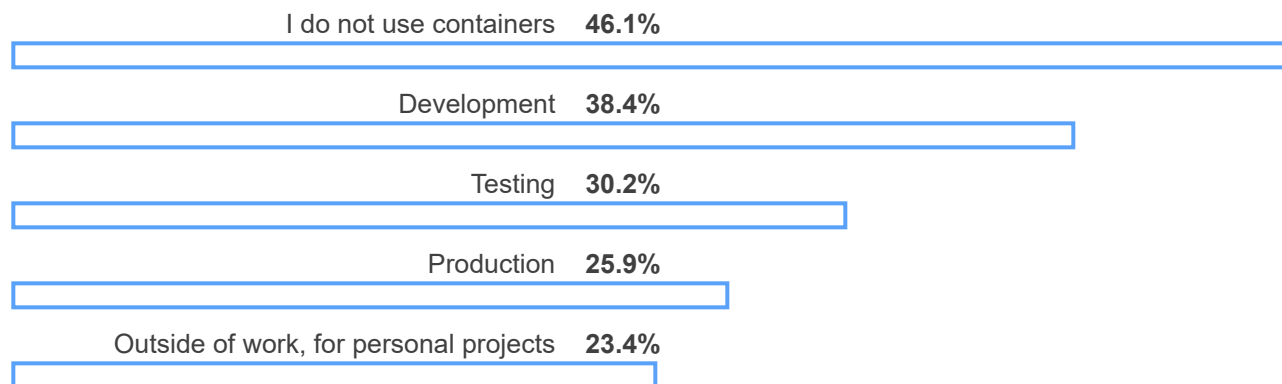 I do not use containers 46.1%
Development 38.4%
Testing 30.2%
Production 25.9%
Outside of work, for personal projects 23.4%